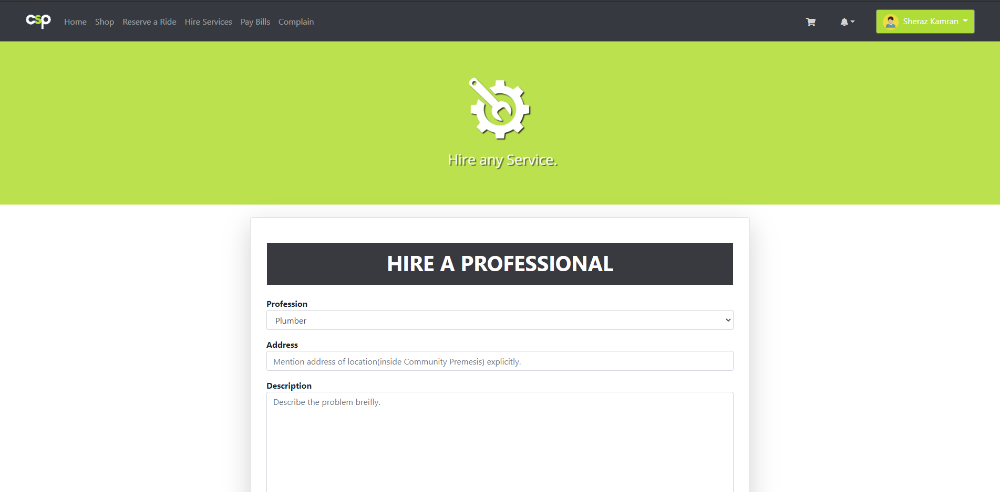 csp Home Shop Reserve a Ride Hire Services Pay Bills Complain Sheraz Kamran
Hire any Service.
HIRE A PROFESSIONAL
Profession
Plumber
Address
Mention address of location(inside Community Premesis) explicitly.
Description
Describe the problem breifly.